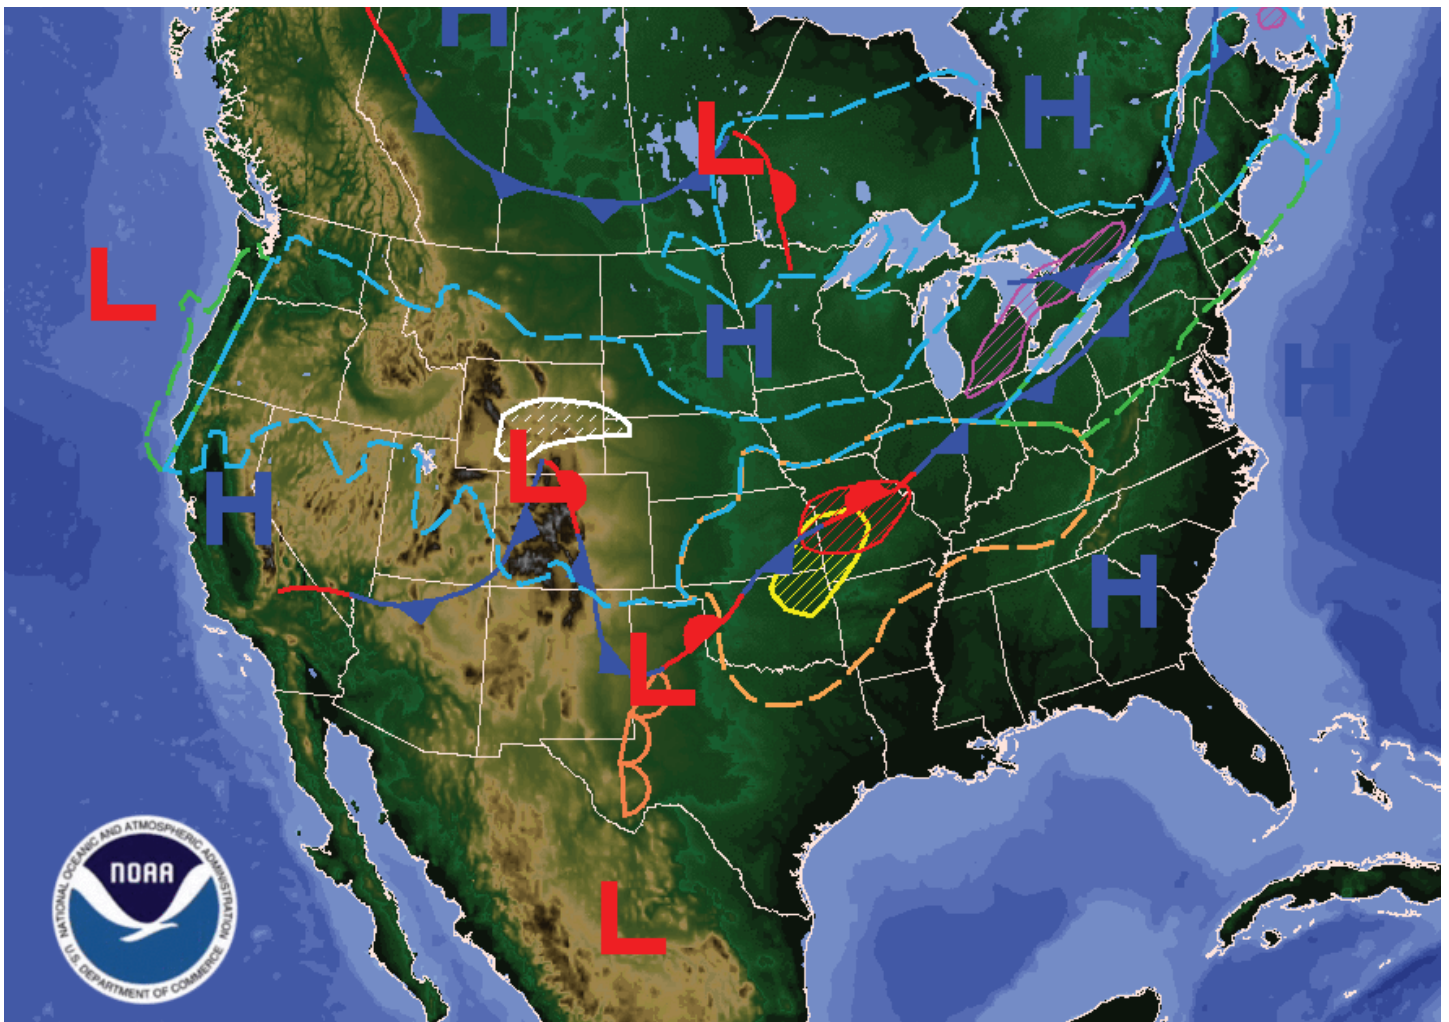 H
L
H
L
H
H
L
H
H
L
L
NATIONAL OCEANIC AND ATMOSPHERIC ADMINISTRATION
NOAA
U.S. DEPARTMENT OF COMMERCE